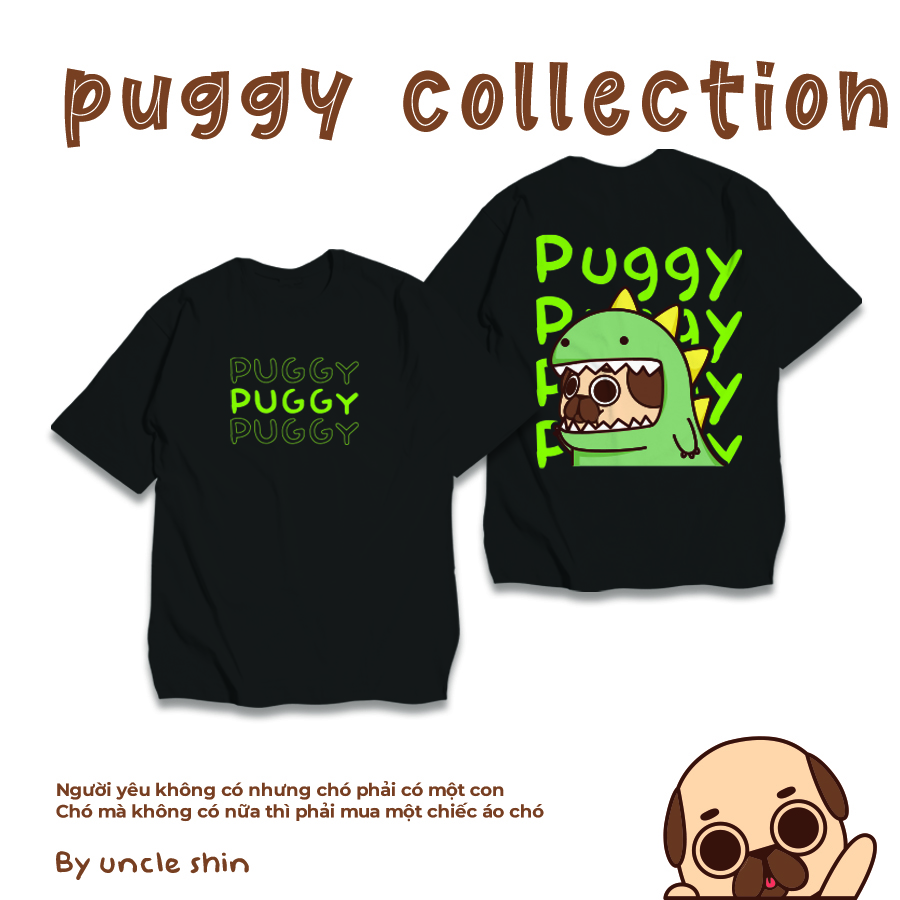 puggy collection
PUGGY
PUGGY
PUGGY
Puggy
Người yêu không có nhưng chó phải có một con
Chó mà không có nữa thì phải mua một chiếc áo chó
By uncle shin